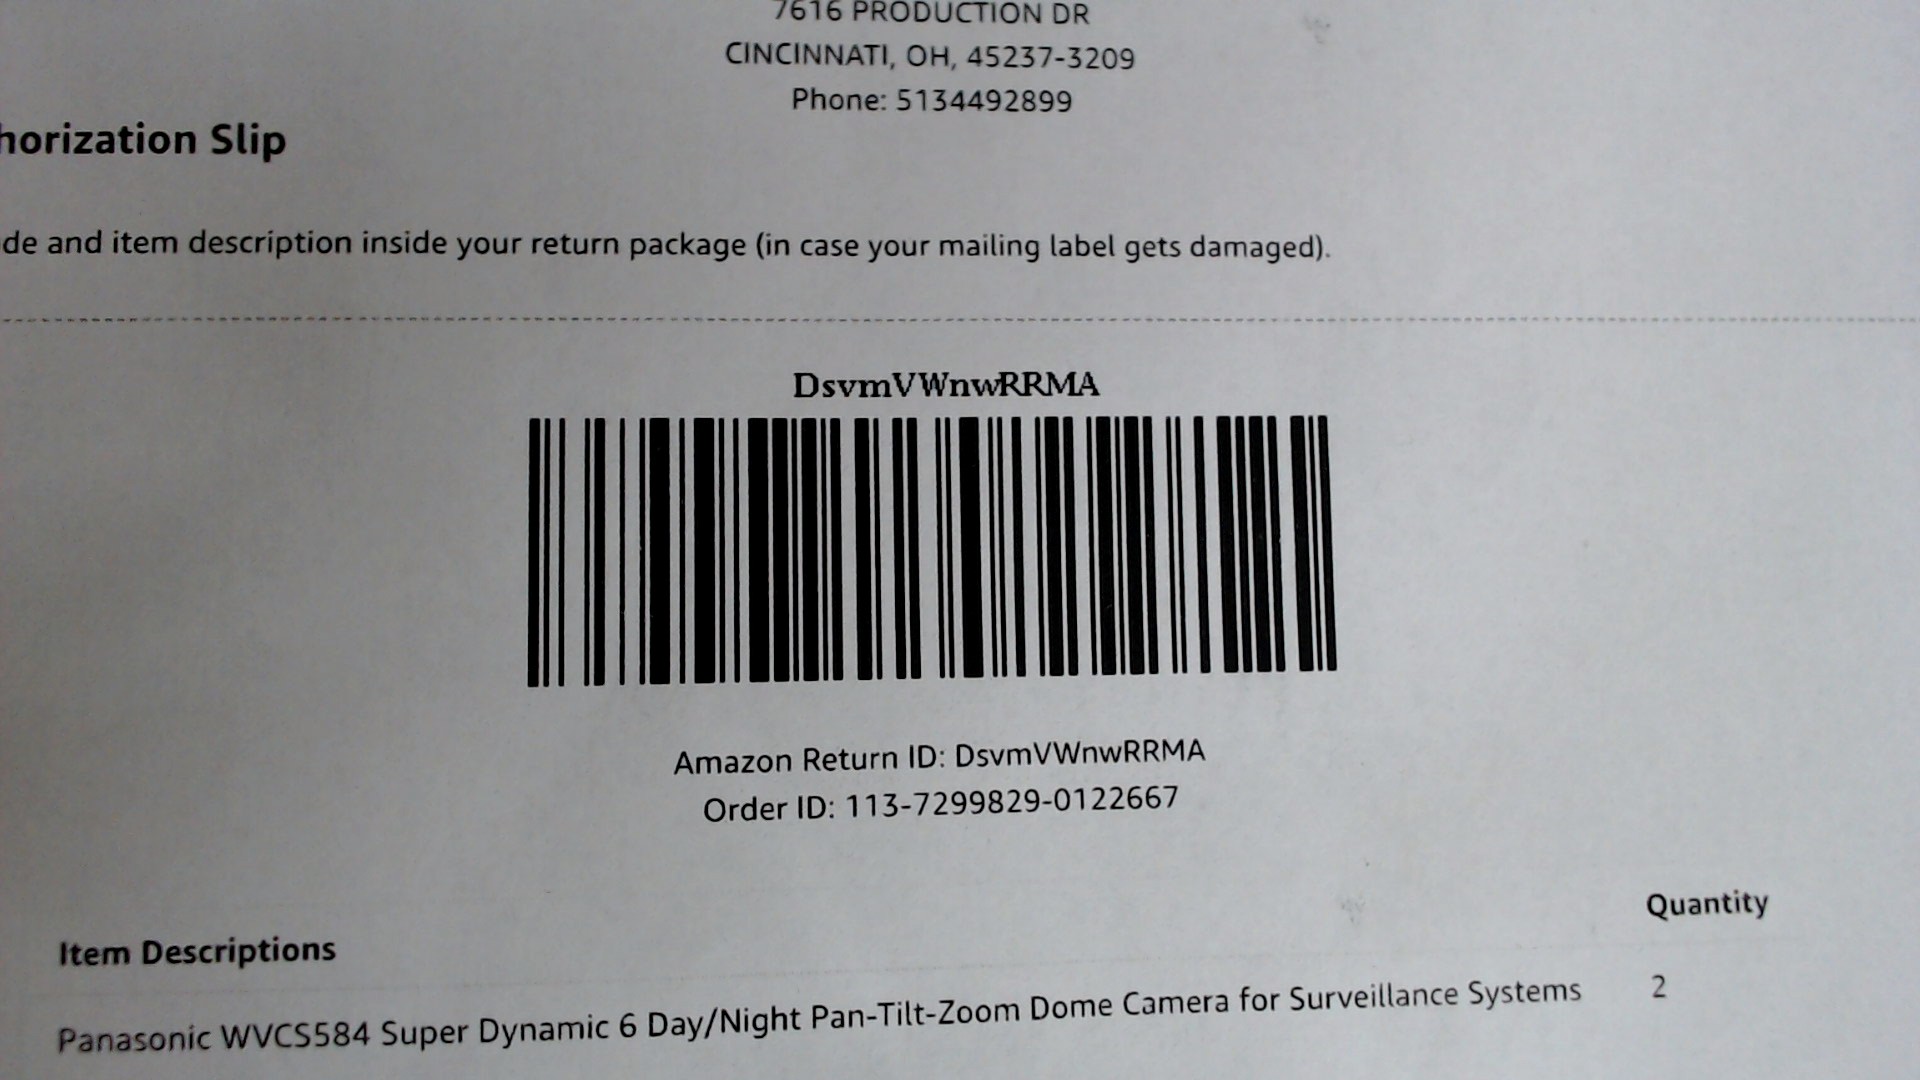 7616 PRODUCTION DR
CINCINNATI, OH, 45237-3209
Phone: 5134492899
horization Slip
de and item description inside your return package (in case your mailing label gets damaged).
DsvmVWnwRRMA
Amazon Return ID: DsvmVWnwRRMA
Order ID: 113-7299829-0122667
Quantity
Item Descriptions
Panasonic WVCS584 Super Dynamic 6 Day/Night Pan-Tilt-Zoom Dome Camera for Surveillance Systems 2